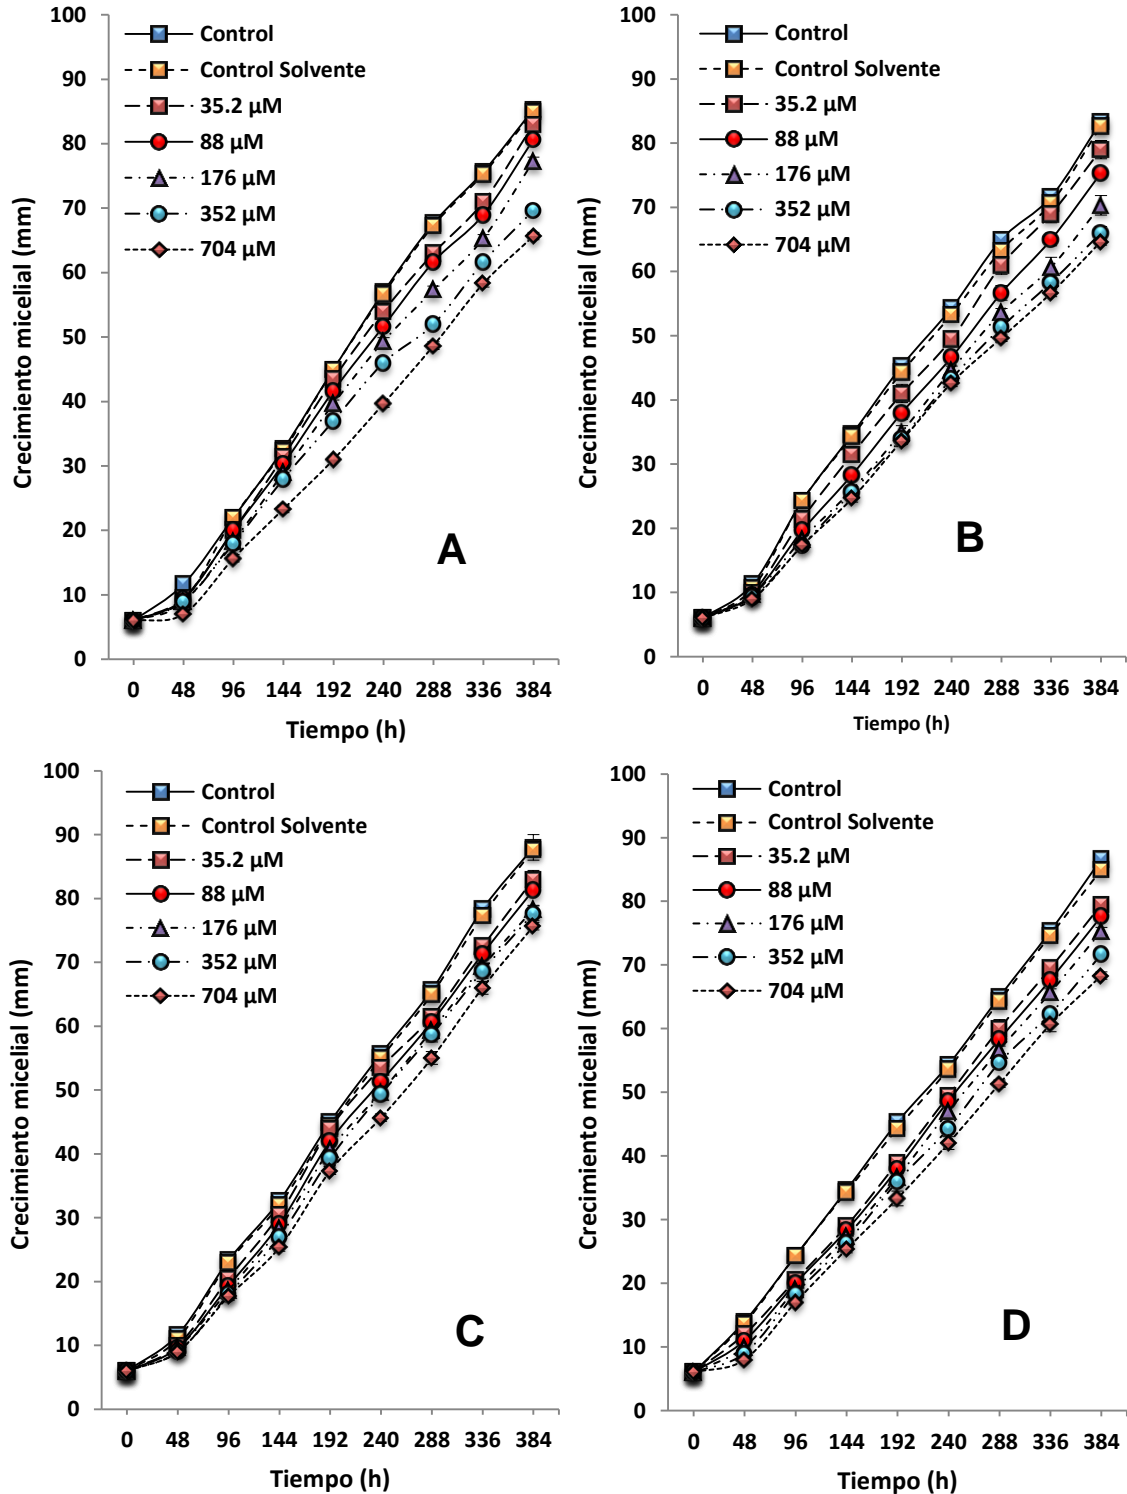 100
90
80
70
60
50
40
30
20
10
0
Crecimiento micelial (mm)
Control
Control Solvente
35.2 μM
88 μM
176 μM
352 μM
704 μM
A
0 48 96 144 192 240 288 336 384
Tiempo (h)
100
90
80
70
60
50
40
30
20
10
0
Crecimiento micelial (mm)
Control
Control Solvente
35.2 μM
88 μM
176 μM
352 μM
704 μM
B
0 48 96 144 192 240 288 336 384
Tiempo (h)
100
90
80
70
60
50
40
30
20
10
0
Crecimiento micelial (mm)
Control
Control Solvente
35.2 μM
88 μM
176 μM
352 μM
704 μM
C
0 48 96 144 192 240 288 336 384
Tiempo (h)
100
90
80
70
60
50
40
30
20
10
0
Crecimiento micelial (mm)
Control
Control Solvente
35.2 μM
88 μM
176 μM
352 μM
704 μM
D
0 48 96 144 192 240 288 336 384
Tiempo (h)